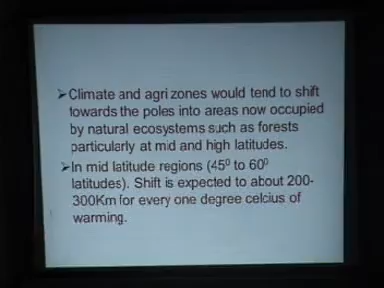 ➢Climate and agri zones would tend to shift
towards the poles into areas now occupied
by natural ecosystems such as forests
particularly at mid and high latitudes.
➢In mid latitude regions (45⁰ to 60⁰
latitudes). Shift is expected to about 200-
300Km for every one degree celcius of
warming.